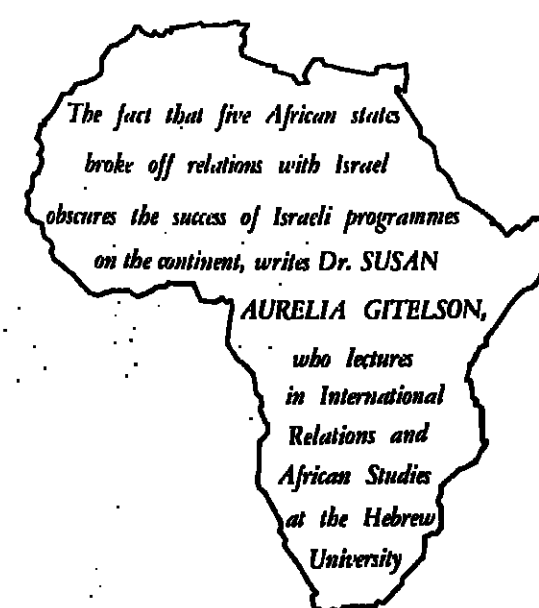 The fact that five African states
broke off relations with Israel
obscures the success of Israeli programmes
on the continent, writes Dr. SUSAN
AURELIA GITELSON,
who lectures
in International
Relations and
African Studies
at the Hebrew
University